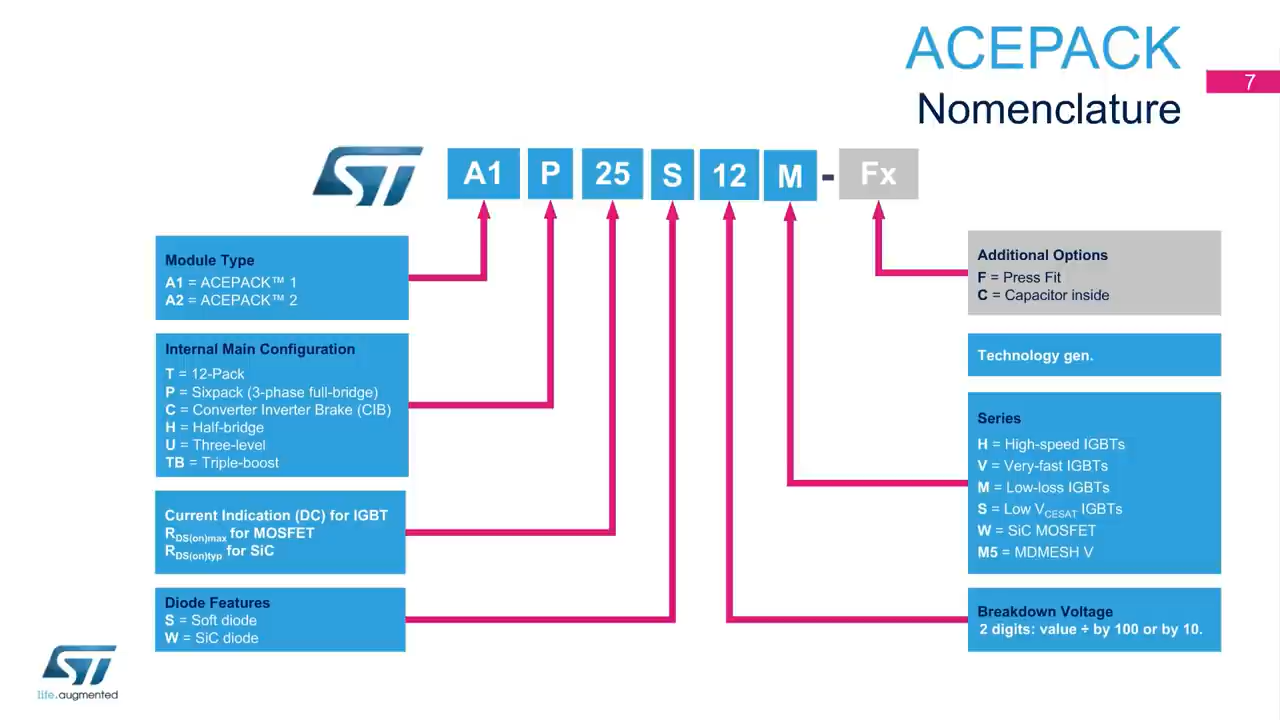 ACEPACK
Nomenclature
7
ST A1 P 25 S 12 M - Fx
Module Type
A1 = ACEPACK™ 1
A2 = ACEPACK™ 2
Internal Main Configuration
T = 12-Pack
P = Sixpack (3-phase full-bridge)
C = Converter Inverter Brake (CIB)
H = Half-bridge
U = Three-level
TB = Triple-boost
Current Indication (DC) for IGBT
RDS(on)max for MOSFET
RDS(on)typ for SiC
Diode Features
S = Soft diode
W = SiC diode
Additional Options
F = Press Fit
C = Capacitor inside
Technology gen.
Series
H = High-speed IGBTs
V = Very-fast IGBTs
M = Low-loss IGBTs
S = Low VCESAT IGBTs
W = SiC MOSFET
M5 = MDMESH V
Breakdown Voltage
2 digits: value ÷ by 100 or by 10.
ST
life.augmented